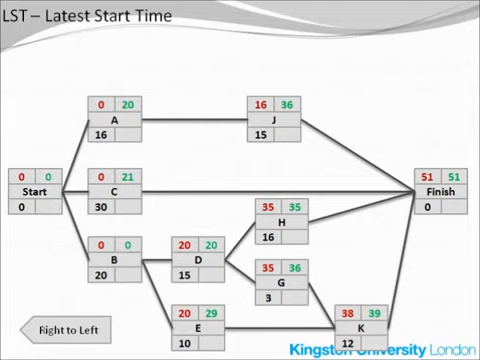 LST – Latest Start Time
0 20
A
16
16 36
J
15
0 0
Start
0
0 21
C
30
51 51
Finish
0
35 35
H
16
0 0
B
20
20 20
D
15
35 36
G
3
20 29
E
10
38 39
K
12
Right to Left
Kingston University London